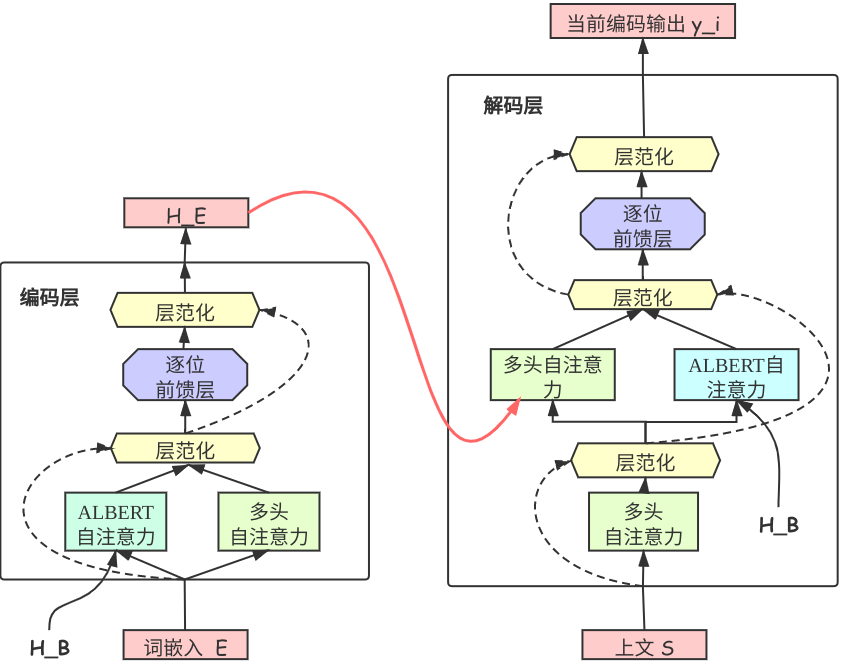 当前编码输出 y_i
解码层
层范化
逐位
前馈层
层范化
多头自注意
力
ALBERT自
注意力
层范化
多头
自注意力
H_B
上文 S
H_E
编码层
层范化
逐位
前馈层
层范化
ALBERT
自注意力
多头
自注意力
H_B
词嵌入 E